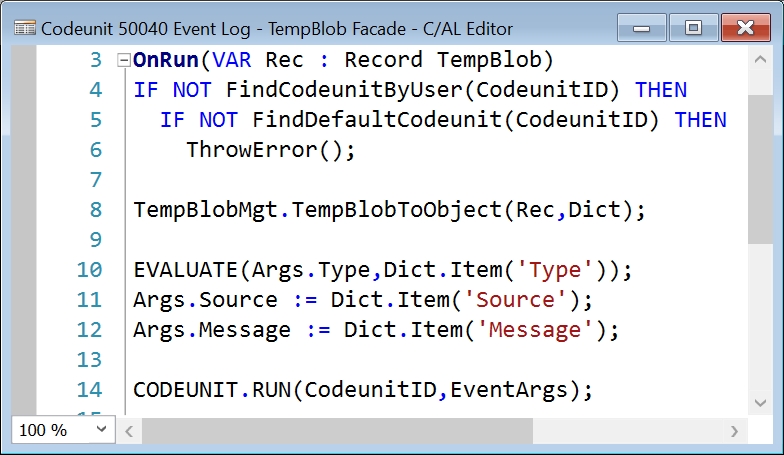 Codeunit 50040 Event Log - TempBlob Facade - C/AL Editor
3 OnRun(VAR Rec : Record TempBlob)
4 IF NOT FindCodeunitByUser(CodeunitID) THEN
5 IF NOT FindDefaultCodeunit(CodeunitID) THEN
6 ThrowError();
7
8 TempBlobMgt.TempBlobToObject(Rec,Dict);
9
10 EVALUATE(Args.Type,Dict.Item('Type'));
11 Args.Source := Dict.Item('Source');
12 Args.Message := Dict.Item('Message');
13
14 CODEUNIT.RUN(CodeunitID,EventArgs);
100 %